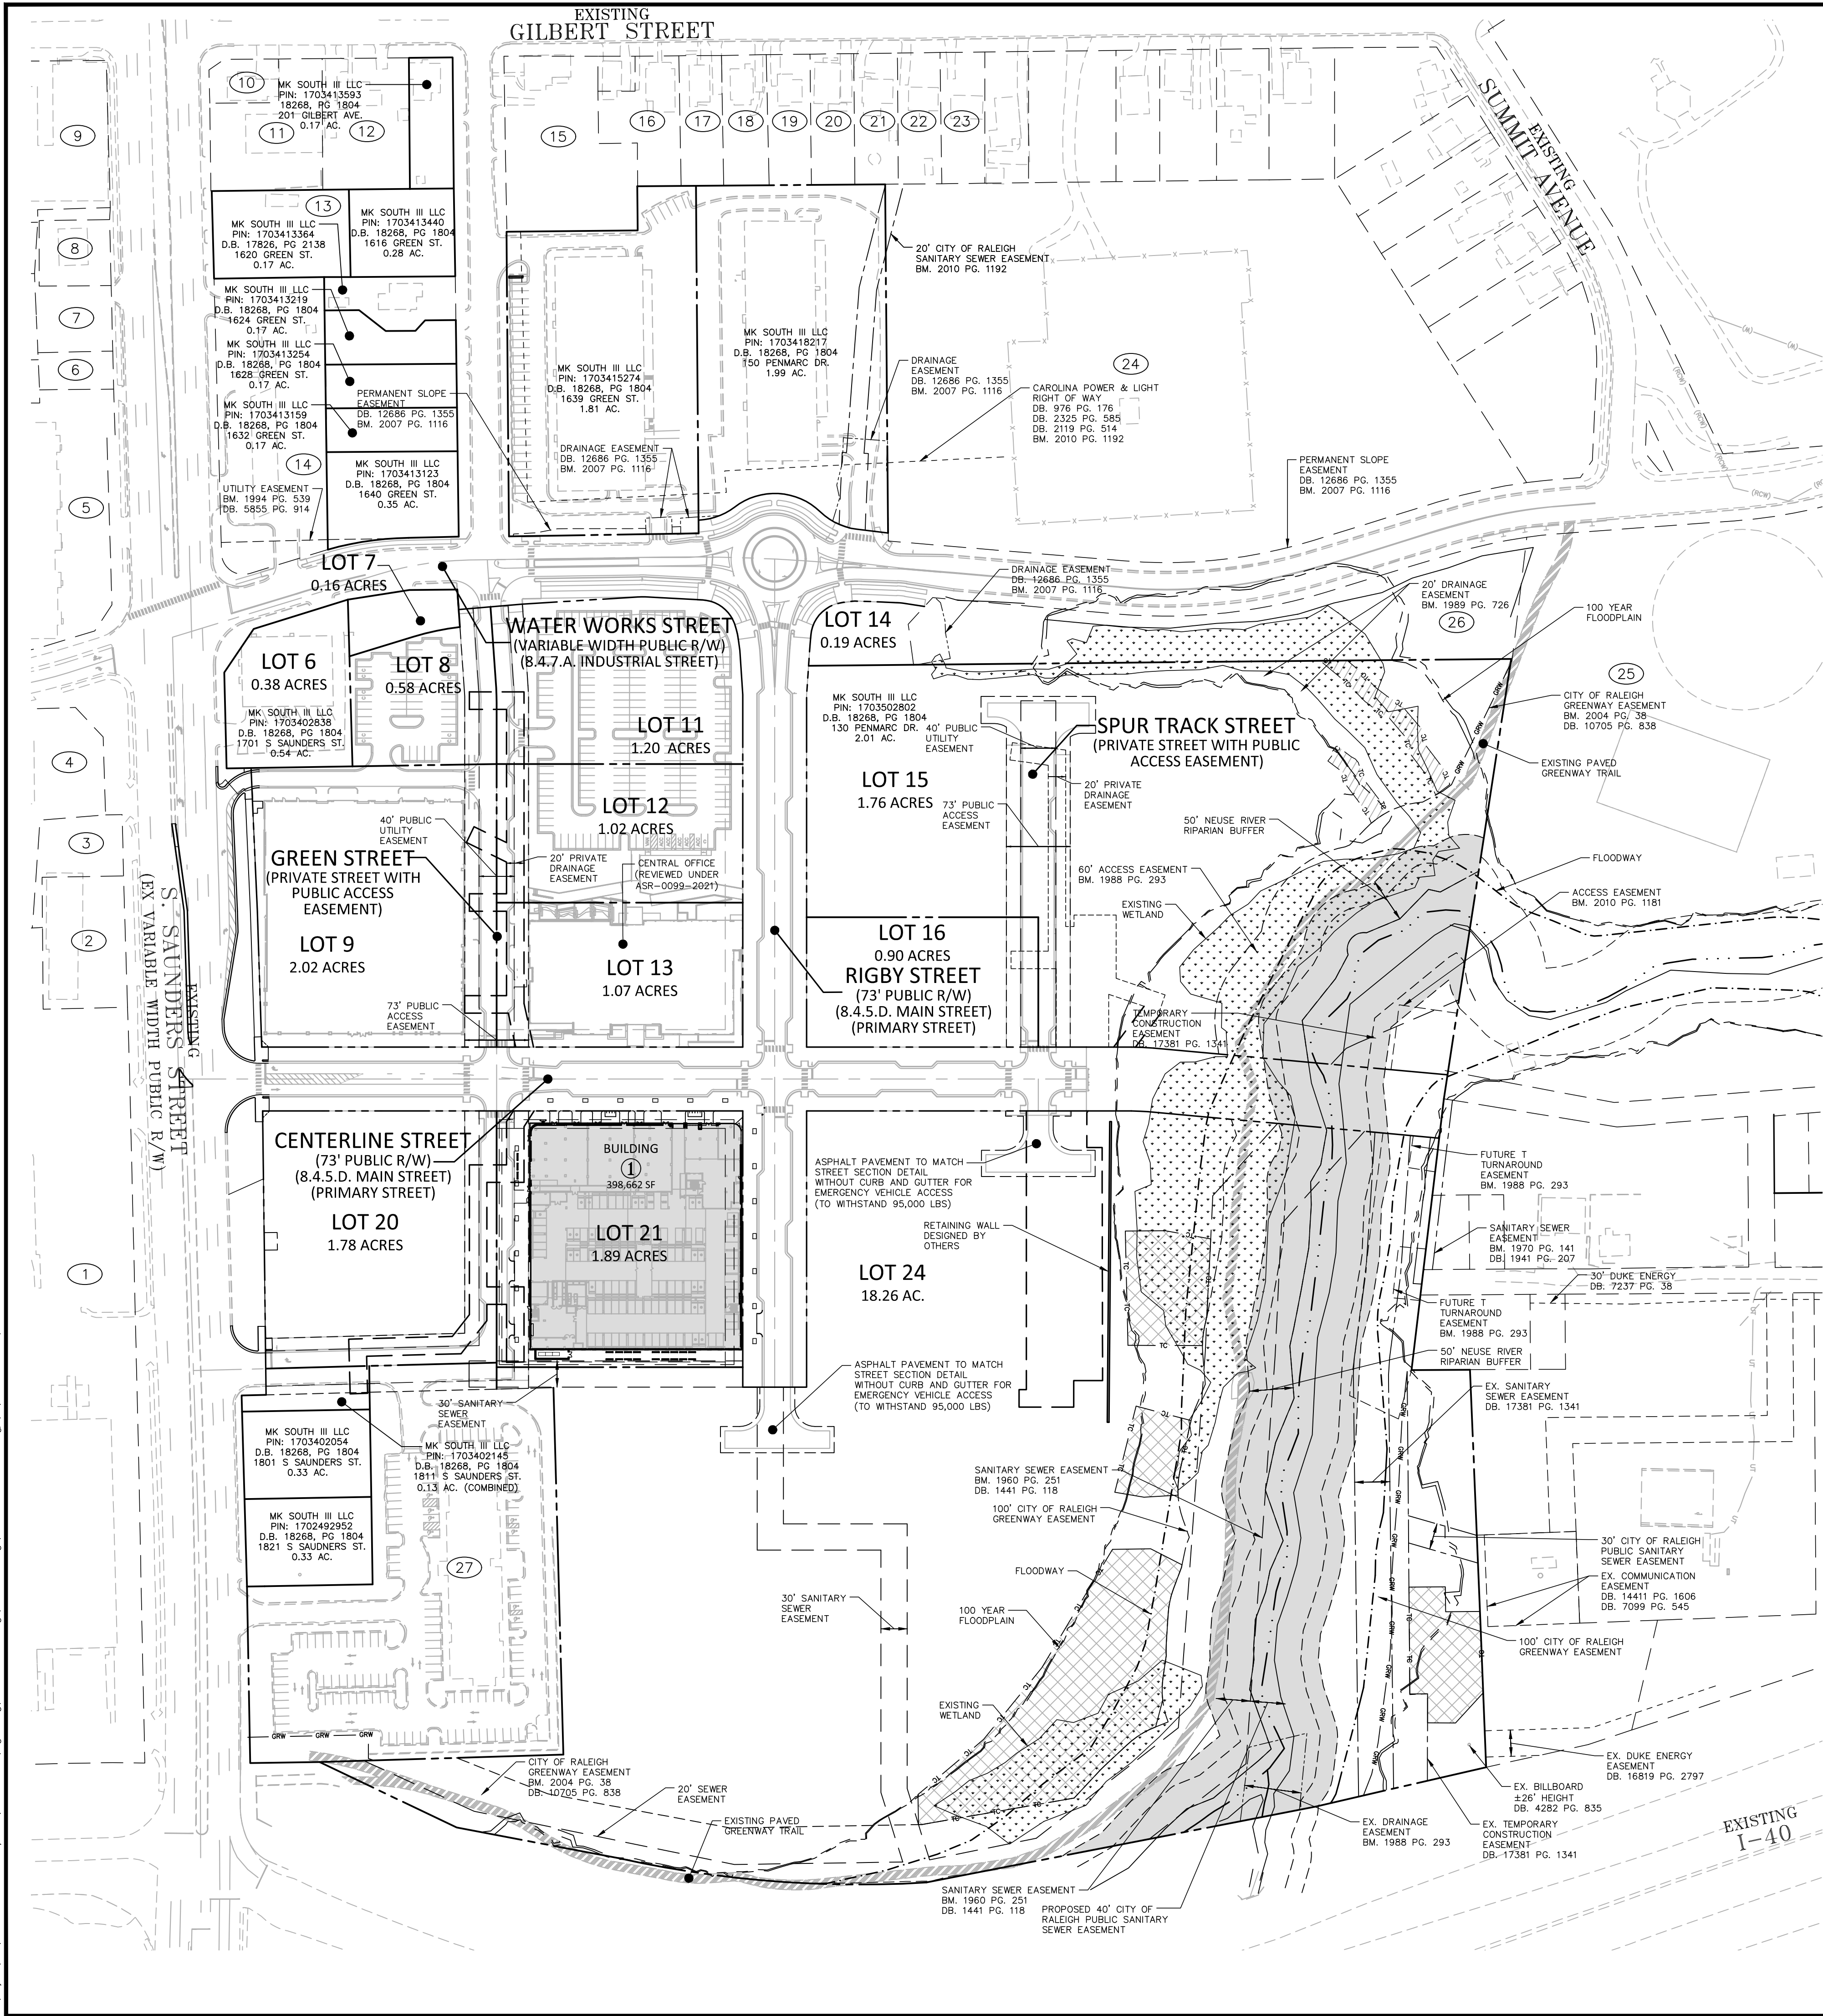 EXISTING
GILBERT STREET
EXISTING
SUMMIT AVENUE
10
MK SOUTH III LLC
PIN: 1703413593
18268, PG 1804
201 GILBERT AVE.
0.17 AC.
11
12
9
15
16
17
18
19
20
21
22
23
13
MK SOUTH III LLC
PIN: 1703413364
D.B. 17826, PG 2138
1620 GREEN ST.
0.17 AC.
MK SOUTH III LLC
PIN: 1703413440
D.B. 18268, PG 1804
1616 GREEN ST.
0.28 AC.
8
7
6
5
MK SOUTH III LLC
PIN: 1703413219
D.B. 18268, PG 1804
1624 GREEN ST.
0.17 AC.
MK SOUTH III LLC
PIN: 1703413254
D.B. 18268, PG 1804
1628 GREEN ST.
0.17 AC.
MK SOUTH III LLC
PIN: 1703413159
D.B. 18268, PG 1804
1632 GREEN ST.
0.17 AC.
14
UTILITY EASEMENT
BM. 1994 PG. 539
DB. 5855 PG. 914
MK SOUTH III LLC
PIN: 1703413123
D.B. 18268, PG 1804
1640 GREEN ST.
0.35 AC.
PERMANENT SLOPE
EASEMENT
DB. 12686 PG. 1355
BM. 2007 PG. 1116
MK SOUTH III LLC
PIN: 1703415274
D.B. 18268, PG 1804
1639 GREEN ST.
1.81 AC.
DRAINAGE EASEMENT
DB. 12686 PG. 1355
BM. 2007 PG. 1116
MK SOUTH III LLC
PIN: 1703418217
D.B. 18268, PG 1804
150 PENMARC DR.
1.99 AC.
20' CITY OF RALEIGH
SANITARY SEWER EASEMENT
BM. 2010 PG. 1192
DRAINAGE
EASEMENT
DB. 12686 PG. 1355
BM. 2007 PG. 1116
CAROLINA POWER & LIGHT
RIGHT OF WAY
DB. 976 PG. 176
DB. 2325 PG. 585
DB. 2119 PG. 514
BM. 2010 PG. 1192
24
PERMANENT SLOPE
EASEMENT
DB. 12686 PG. 1355
BM. 2007 PG. 1116
(W)
(W)
(RCW)
(RCW)
(RCW)
(RCW)
LOT 7
0.16 ACRES
LOT 6
0.38 ACRES
LOT 8
0.58 ACRES
MK SOUTH III LLC
PIN: 1703402838
D.B. 18268, PG 1804
1701 S SAUNDERS ST.
0.54 AC.
WATER WORKS STREET
(VARIABLE WIDTH PUBLIC R/W)
(8.4.7.A. INDUSTRIAL STREET)
LOT 11
1.20 ACRES
LOT 12
1.02 ACRES
LOT 14
0.19 ACRES
DRAINAGE EASEMENT
DB. 12686 PG. 1355
BM. 2007 PG. 1116
20' DRAINAGE
EASEMENT
BM. 1989 PG. 726
26
100 YEAR
FLOODPLAIN
25
CITY OF RALEIGH
GREENWAY EASEMENT
BM. 2004 PG. 38
DB. 10705 PG. 838
EXISTING PAVED
GREENWAY TRAIL
MK SOUTH III LLC
PIN: 1703502802
D.B. 18268, PG 1804
130 PENMARC DR.
2.01 AC.
40' PUBLIC
UTILITY
EASEMENT
SPUR TRACK STREET
(PRIVATE STREET WITH PUBLIC
ACCESS EASEMENT)
LOT 15
1.76 ACRES
73' PUBLIC
ACCESS
EASEMENT
20' PRIVATE
DRAINAGE
EASEMENT
50' NEUSE RIVER
RIPARIAN BUFFER
FLOODWAY
60' ACCESS EASEMENT
BM. 1988 PG. 293
ACCESS EASEMENT
BM. 2010 PG. 1181
EXISTING
WETLAND
4
3
2
1
40' PUBLIC
UTILITY
EASEMENT
20' PRIVATE
DRAINAGE
EASEMENT
CENTRAL OFFICE
(REVIEWED UNDER
ASR-0099-2021)
GREEN STREET
(PRIVATE STREET WITH
PUBLIC ACCESS
EASEMENT)
LOT 9
2.02 ACRES
73' PUBLIC
ACCESS
EASEMENT
LOT 13
1.07 ACRES
LOT 16
0.90 ACRES
RIGBY STREET
(73' PUBLIC R/W)
(8.4.5.D. MAIN STREET)
(PRIMARY STREET)
TEMPORARY
CONSTRUCTION
EASEMENT
DB. 17381 PG. 1341
EXISTING
S SAUNDERS STREET
(EX VARIABLE WIDTH PUBLIC R/W)
CENTERLINE STREET
(73' PUBLIC R/W)
(8.4.5.D. MAIN STREET)
(PRIMARY STREET)
LOT 20
1.78 ACRES
BUILDING
1
398,662 SF
LOT 21
1.89 ACRES
ASPHALT PAVEMENT TO MATCH
STREET SECTION DETAIL
WITHOUT CURB AND GUTTER FOR
EMERGENCY VEHICLE ACCESS
(TO WITHSTAND 95,000 LBS)
RETAINING WALL
DESIGNED BY
OTHERS
LOT 24
18.26 AC.
FUTURE T
TURNAROUND
EASEMENT
BM. 1988 PG. 293
SANITARY SEWER
EASEMENT
BM. 1970 PG. 141
DB. 1941 PG. 207
30' DUKE ENERGY
DB. 7237 PG. 38
FUTURE T
TURNAROUND
EASEMENT
BM. 1988 PG. 293
50' NEUSE RIVER
RIPARIAN BUFFER
EX. SANITARY
SEWER EASEMENT
DB. 17381 PG. 1341
ASPHALT PAVEMENT TO MATCH
STREET SECTION DETAIL
WITHOUT CURB AND GUTTER FOR
EMERGENCY VEHICLE ACCESS
(TO WITHSTAND 95,000 LBS)
30' SANITARY
SEWER
EASEMENT
MK SOUTH III LLC
PIN: 1703402054
D.B. 18268, PG 1804
1801 S SAUNDERS ST.
0.33 AC.
MK SOUTH III LLC
PIN: 1703402145
D.B. 18268, PG 1804
1811 S SAUNDERS ST.
0.13 AC. (COMBINED)
MK SOUTH III LLC
PIN: 1702492952
D.B. 18268, PG 1804
1821 S SAUDNERS ST.
0.33 AC.
27
SANITARY SEWER EASEMENT
BM. 1960 PG. 251
DB. 1441 PG. 118
100' CITY OF RALEIGH
GREENWAY EASEMENT
FLOODWAY
30' SANITARY
SEWER
EASEMENT
100 YEAR
FLOODPLAIN
30' CITY OF RALEIGH
PUBLIC SANITARY
SEWER EASEMENT
EX. COMMUNICATION
EASEMENT
DB. 14411 PG. 1606
DB. 7099 PG. 545
100' CITY OF RALEIGH
GREENWAY EASEMENT
EXISTING
WETLAND
GRW GRW GRW
CITY OF RALEIGH
GREENWAY EASEMENT
BM. 2004 PG. 38
DB. 10705 PG. 838
20' SEWER
EASEMENT
EXISTING PAVED
GREENWAY TRAIL
EX. DUKE ENERGY
EASEMENT
DB. 16819 PG. 2797
EX. BILLBOARD
±26' HEIGHT
DB. 4282 PG. 835
EX. DRAINAGE
EASEMENT
BM. 1988 PG. 293
EX. TEMPORARY
CONSTRUCTION
EASEMENT
DB. 17381 PG. 1341
EXISTING
I-40
SANITARY SEWER EASEMENT
BM. 1960 PG. 251
DB. 1441 PG. 118
PROPOSED 40' CITY OF
RALEIGH PUBLIC SANITARY
SEWER EASEMENT